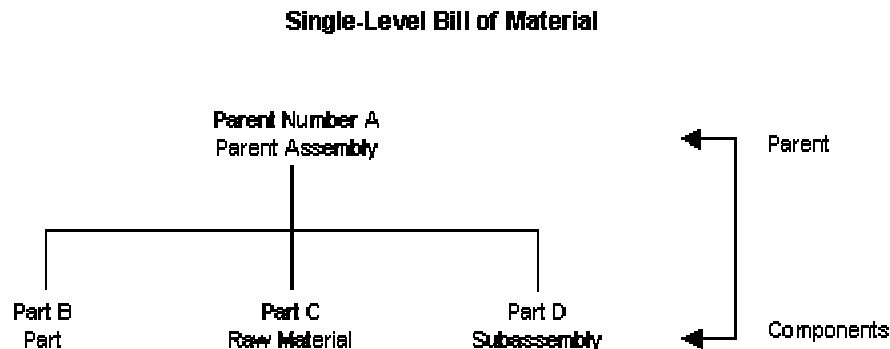 Single-Level Bill of Material
Parent Number A
Parent Assembly
Parent
Part B
Part
Part C
Raw Material
Part D
Subassembly
Components